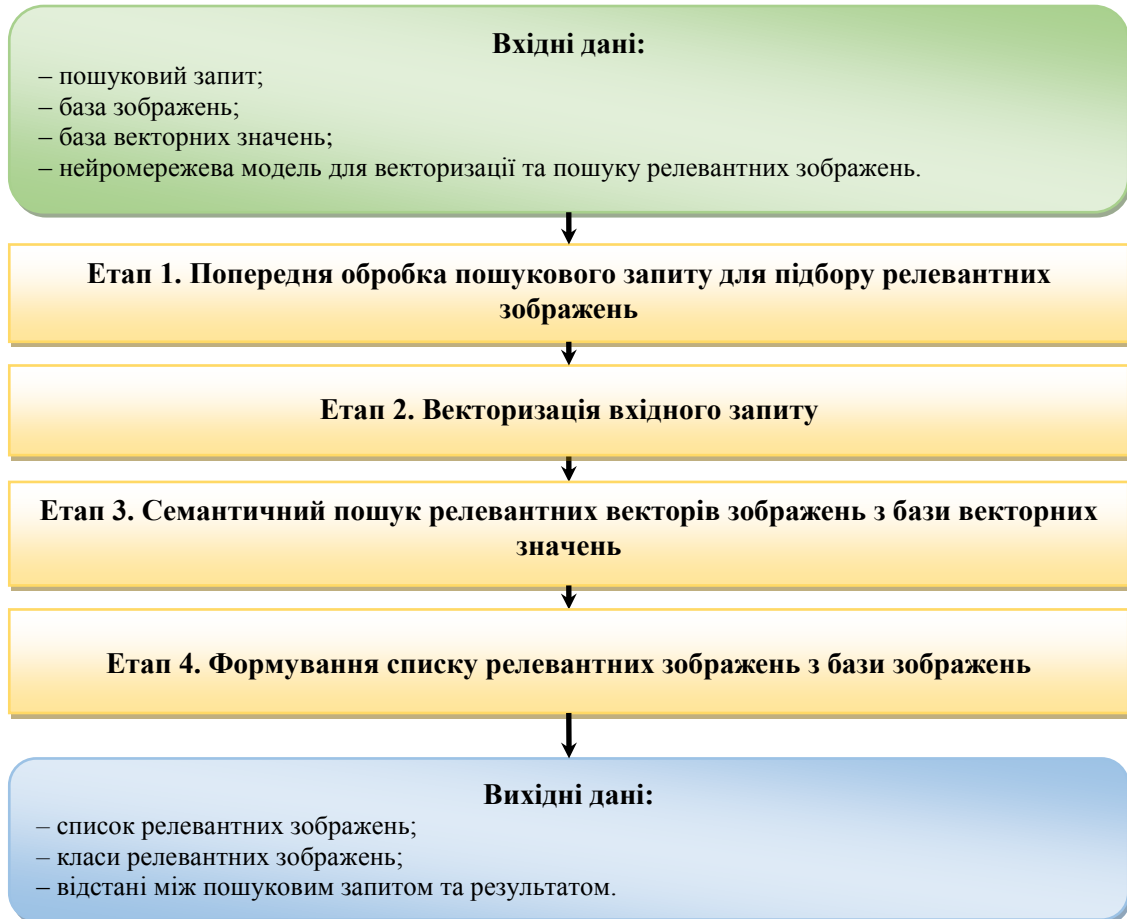 Вхідні дані:
– пошуковий запит;
– база зображень;
– база векторних значень;
– нейромережева модель для векторизації та пошуку релевантних зображень.
Етап 1. Попередня обробка пошукового запиту для підбору релевантних
зображень
Етап 2. Векторизація вхідного запиту
Етап 3. Семантичний пошук релевантних векторів зображень з бази векторних
значень
Етап 4. Формування списку релевантних зображень з бази зображень
Вихідні дані:
– список релевантних зображень;
– класи релевантних зображень;
– відстані між пошуковим запитом та результатом.